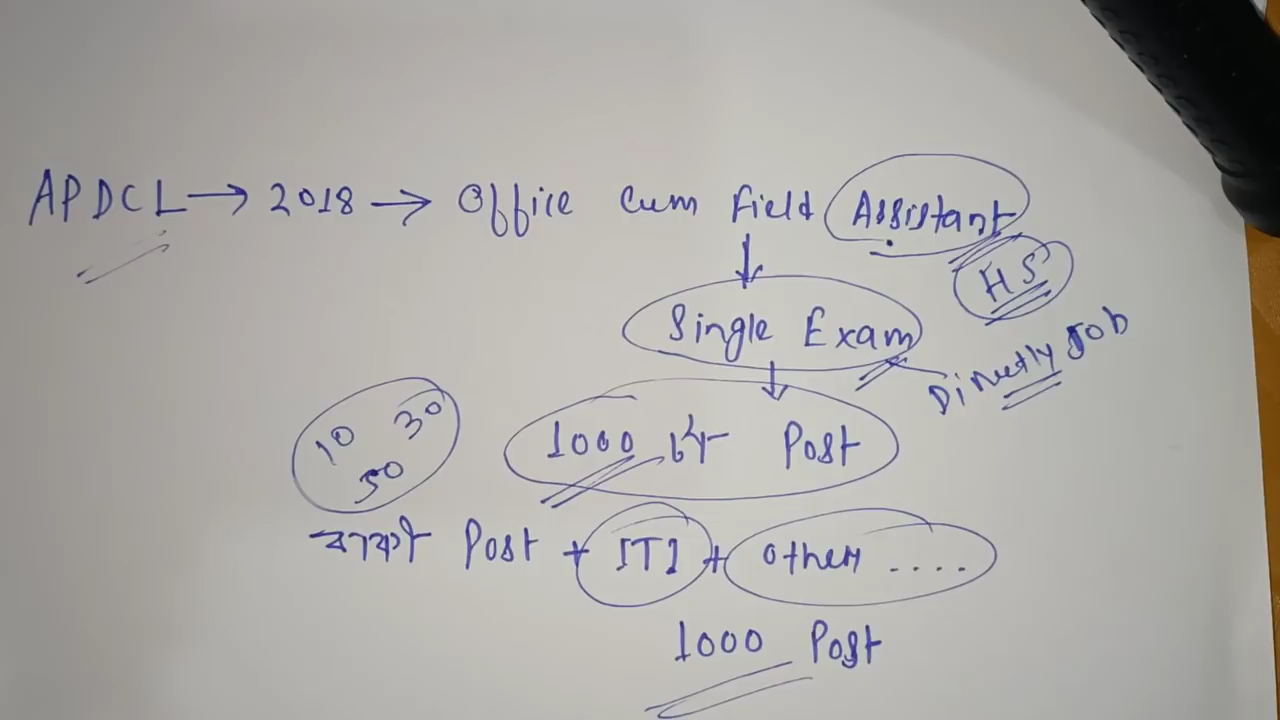 APDCL → 2018 → Office Cum Field Assistant
HS
Single Exam
Directly Job
10 30
50
1000 Post
বাকী Post + ITI + other ....
1000 Post